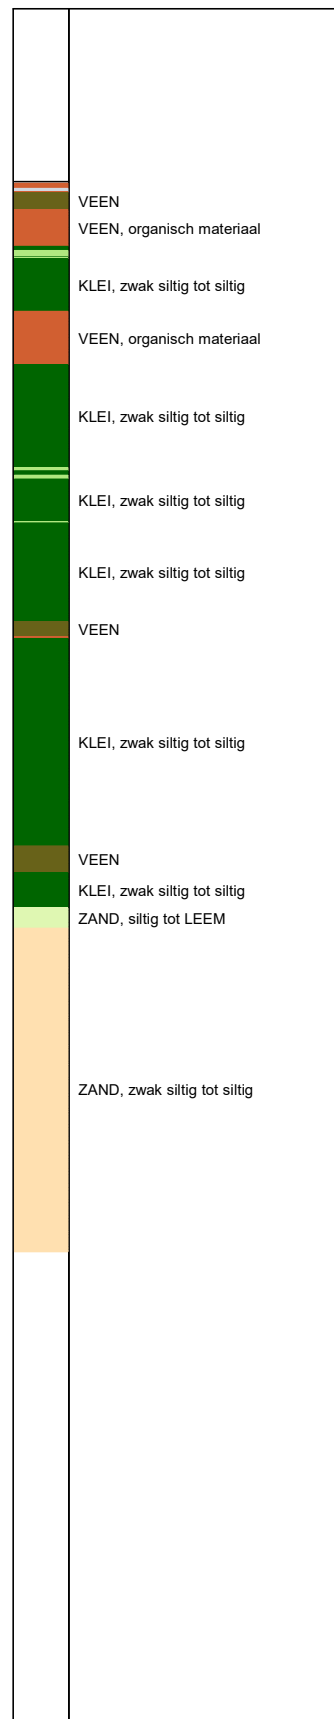 VEEN
VEEN, organisch materiaal
KLEI, zwak siltig tot siltig
VEEN, organisch materiaal
KLEI, zwak siltig tot siltig
KLEI, zwak siltig tot siltig
KLEI, zwak siltig tot siltig
VEEN
KLEI, zwak siltig tot siltig
VEEN
KLEI, zwak siltig tot siltig
ZAND, siltig tot LEEM
ZAND, zwak siltig tot siltig